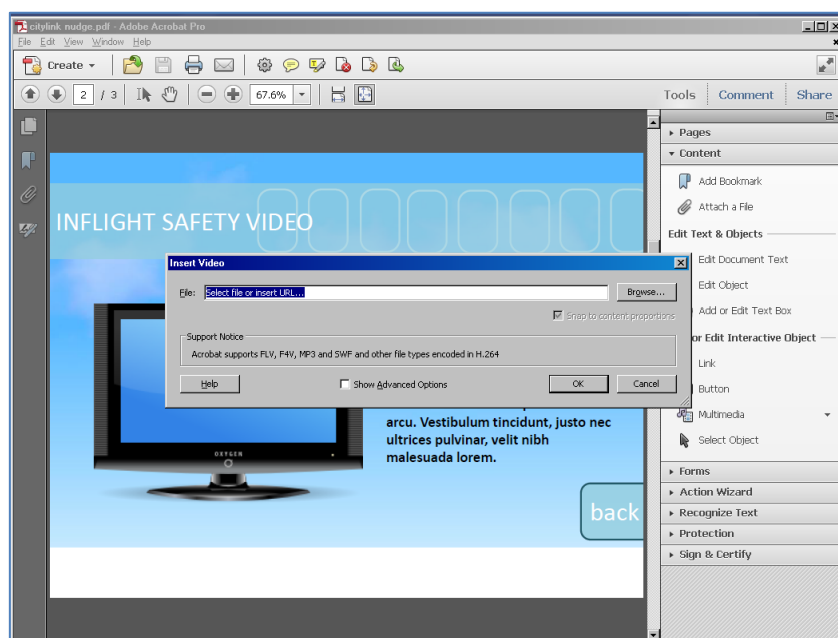 citylink nudge.pdf - Adobe Acrobat Pro
File Edit View Window Help
Create
2 / 3 67.6% Tools Comment Share
Pages
Content
Add Bookmark
Attach a File
Edit Text & Objects
Edit Document Text
Edit Object
Add or Edit Text Box
or Edit Interactive Object
Link
Button
Multimedia
Select Object
Forms
Action Wizard
Recognize Text
Protection
Sign & Certify
INFLIGHT SAFETY VIDEO
Insert Video
File: Select file or insert URL... Browse...
Snap to content proportions
Support Notice
Acrobat supports FLV, F4V, MP3 and SWF and other file types encoded in H.264
Help Show Advanced Options OK Cancel
arcu. Vestibulum tincidunt, justo nec
ultrices pulvinar, velit nibh
malesuada lorem.
OXYGEN
back